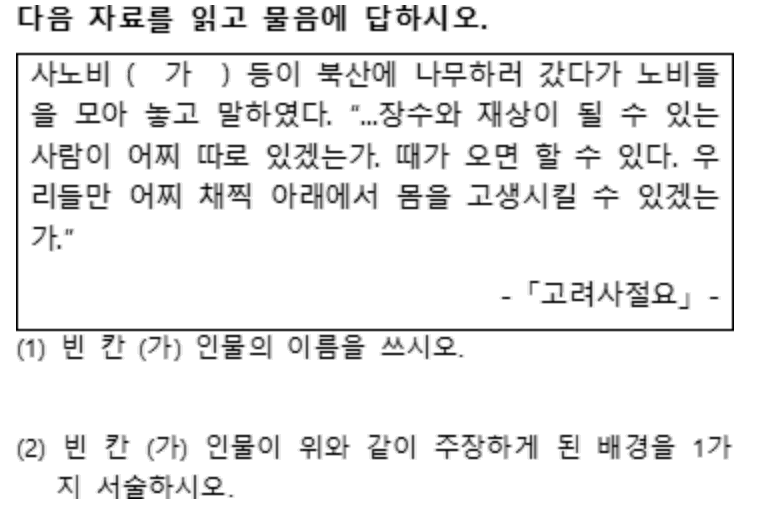 다음 자료를 읽고 물음에 답하시오.
사노비 ( 가 ) 등이 북산에 나무하러 갔다가 노비들
을 모아 놓고 말하였다. "...장수와 재상이 될 수 있는
사람이 어찌 따로 있겠는가. 때가 오면 할 수 있다. 우
리들만 어찌 채찍 아래에서 몸을 고생시킬 수 있겠는
가."
-「고려사절요」-
(1) 빈 칸 (가) 인물의 이름을 쓰시오.
(2) 빈 칸 (가) 인물이 위와 같이 주장하게 된 배경을 1가
지 서술하시오.